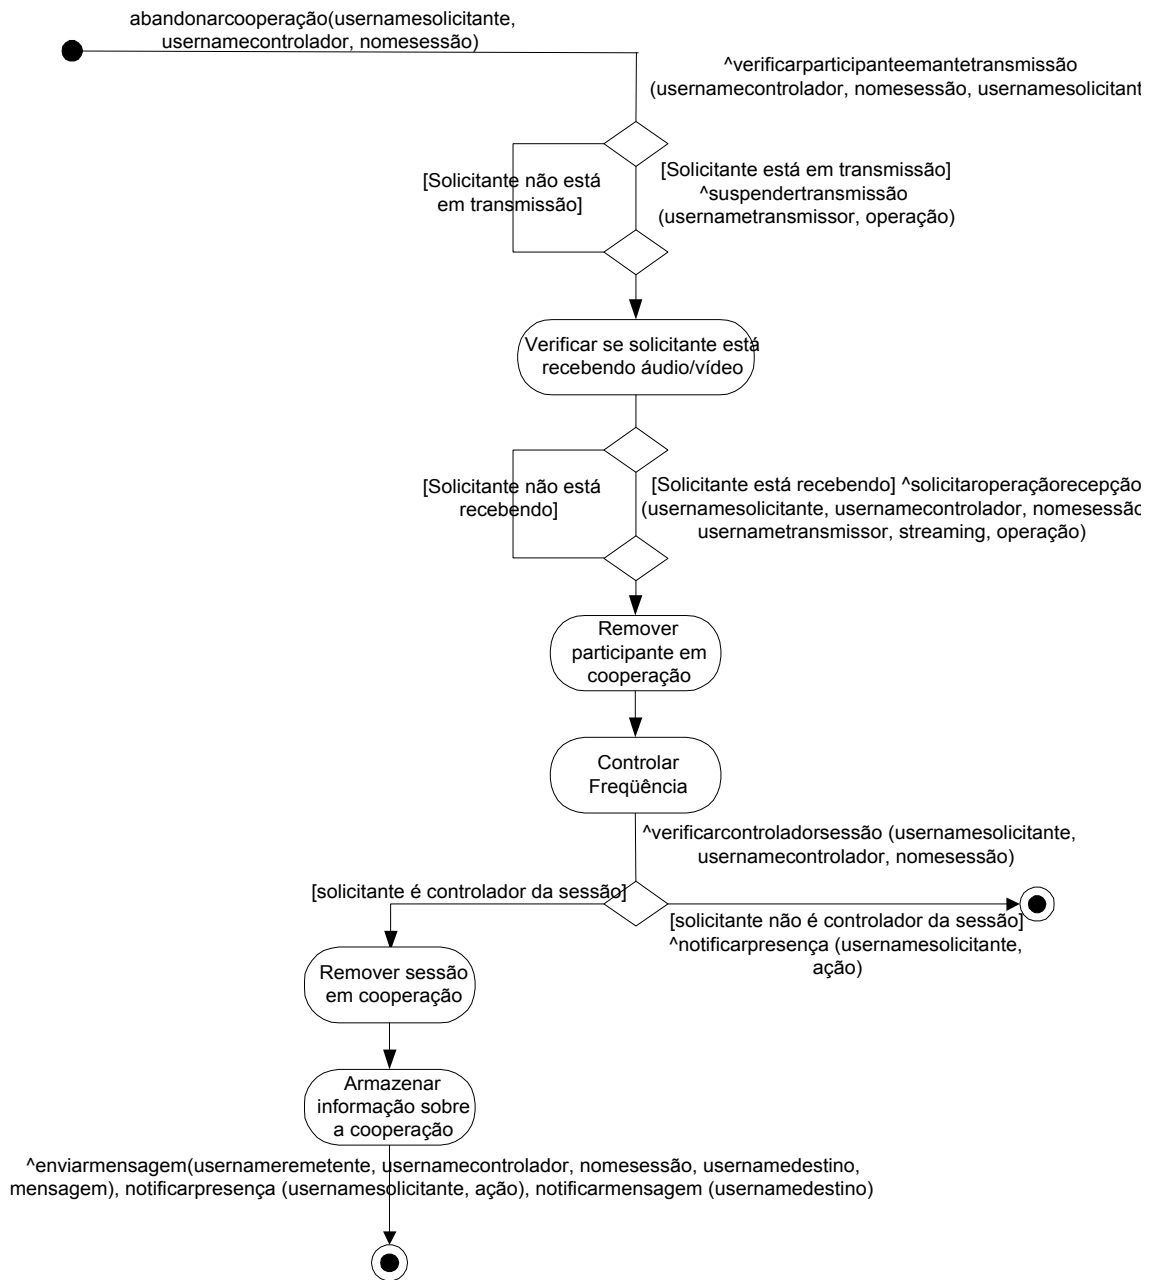 abandonarcooperação(usernamesolicitante,
usernamecontrolador, nomesessão)
^verificarparticipanteemantetransmissão
(usernamecontrolador, nomesessão, usernamesolicitant
[Solicitante não está
em transmissão]
[Solicitante está em transmissão]
^suspendertransmissão
(usernametransmissor, operação)
Verificar se solicitante está
recebendo áudio/vídeo
[Solicitante não está
recebendo]
[Solicitante está recebendo] ^solicitaroperaçãorecepção
(usernamesolicitante, usernamecontrolador, nomesessão
usernametransmissor, streaming, operação)
Remover
participante em
cooperação
Controlar
Freqüência
^verificarcontroladorsessão (usernamesolicitante,
usernamecontrolador, nomesessão)
[solicitante é controlador da sessão]
[solicitante não é controlador da sessão]
^notificarpresença (usernamesolicitante,
ação)
Remover sessão
em cooperação
Armazenar
informação sobre
a cooperação
^enviarmensagem(usernameremetente, usernamecontrolador, nomesessão, usernamedestino,
mensagem), notificarpresença (usernamesolicitante, ação), notificarmensagem (usernamedestino)